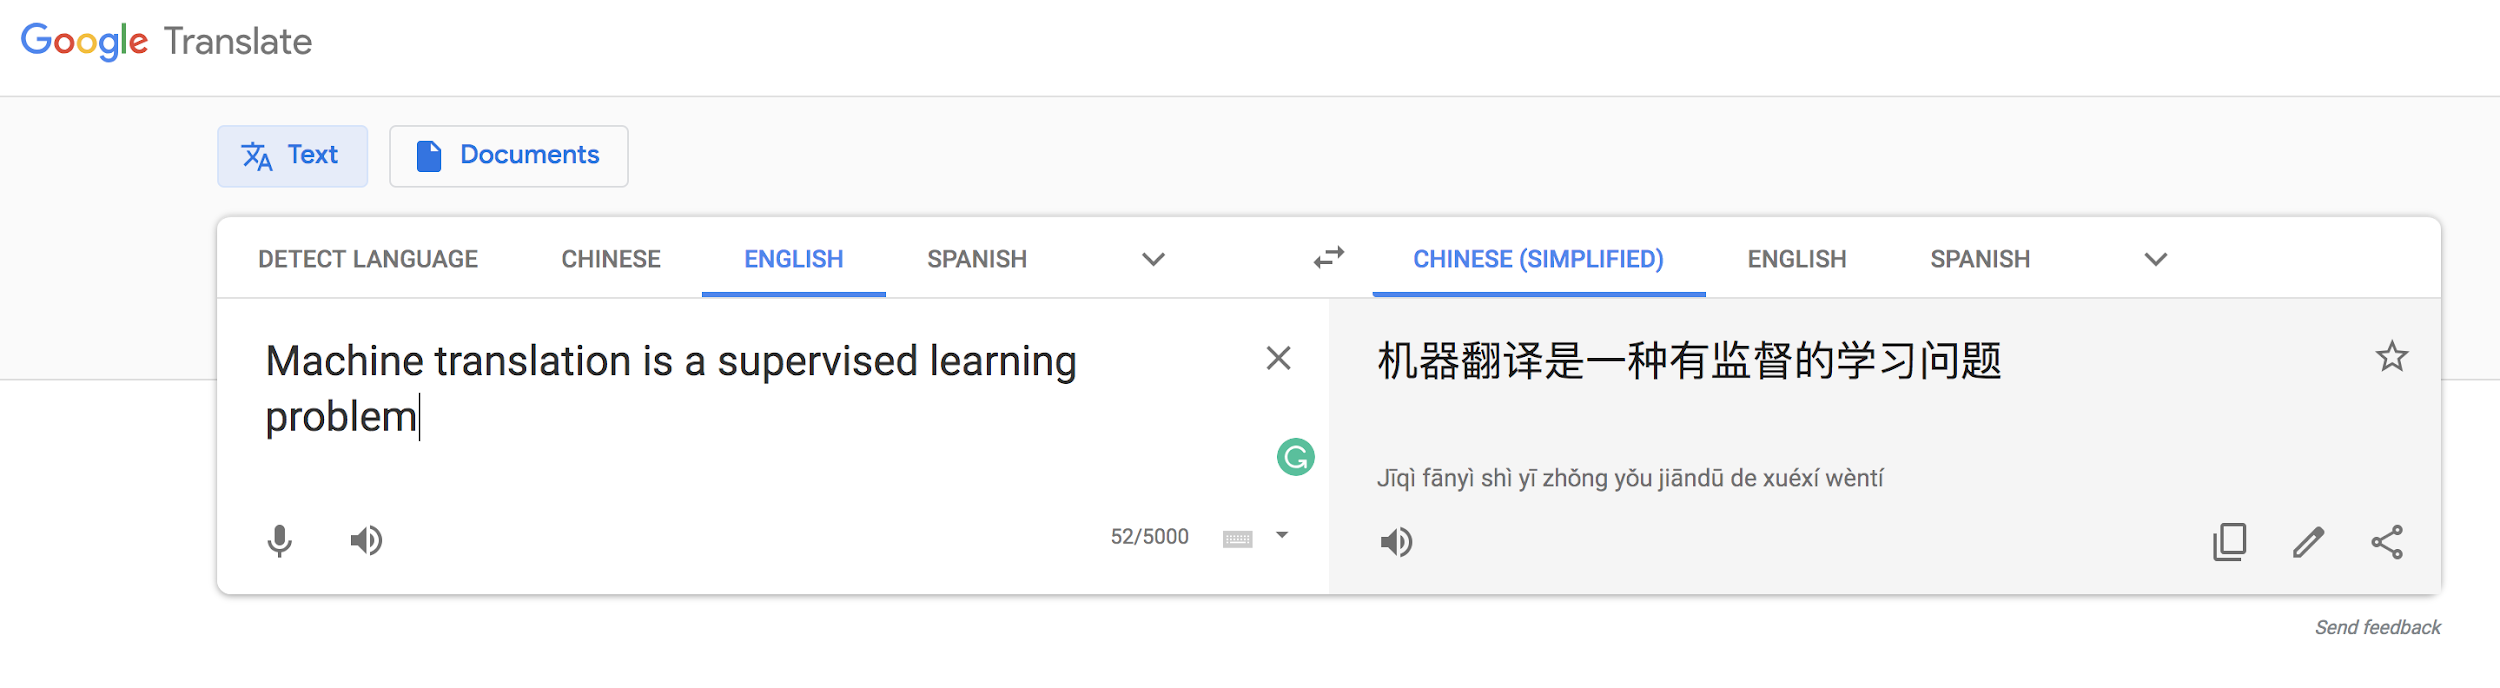 Google Translate
Text
Documents
DETECT LANGUAGE CHINESE ENGLISH SPANISH
CHINESE (SIMPLIFIED) ENGLISH SPANISH
Machine translation is a supervised learning
problem
52/5000
机器翻译是一种有监督的学习问题
Jīqì fānyì shì yī zhǒng yǒu jiāndū de xuéxí wèntí
Send feedback